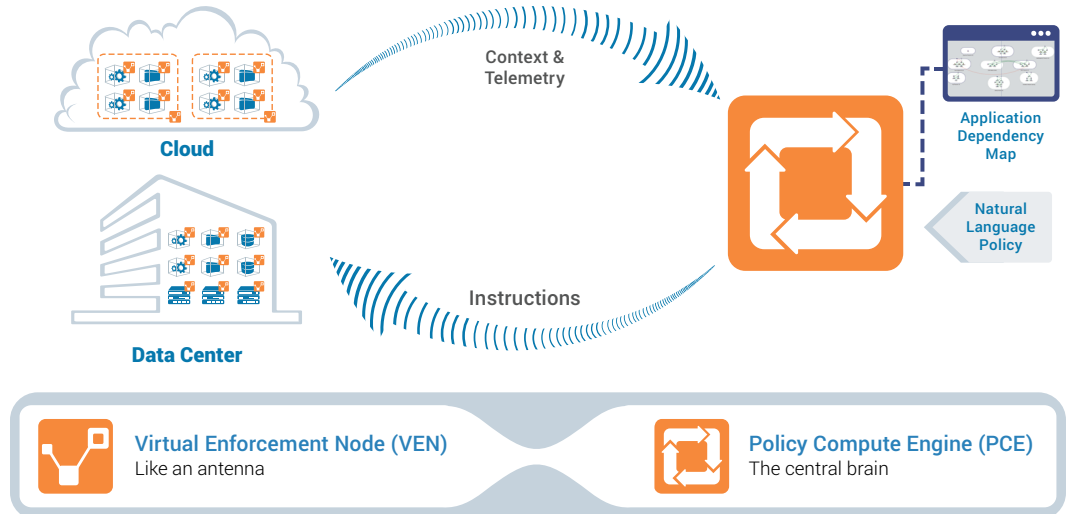 Context &
Telemetry
Cloud
Application
Dependency
Map
Natural
Language
Policy
Instructions
Data Center
Virtual Enforcement Node (VEN)
Like an antenna
Policy Compute Engine (PCE)
The central brain